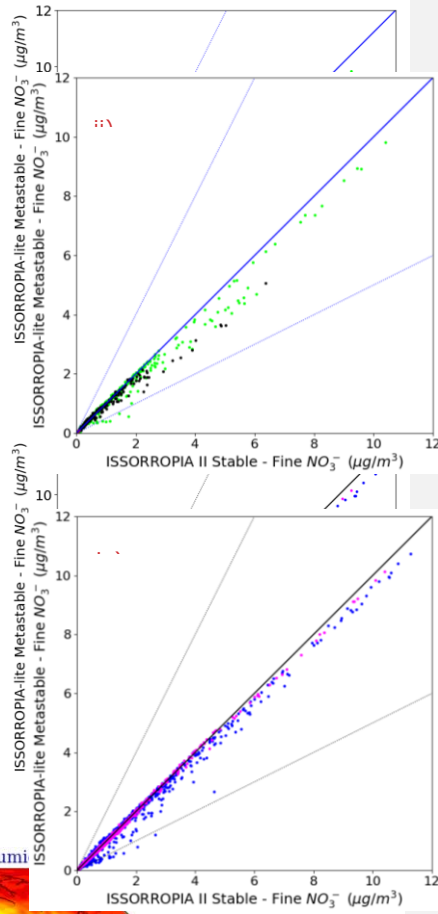 12
10
ISSORROPIA-lite Metastable - Fine NO₃⁻ (μg/m³)
12
10
8
6
4
2
0
ISSORROPIA-lite Metastable - Fine NO₃⁻ (μg/m³)
0 2 4 6 8 10 12
ISSORROPIA II Stable - Fine NO₃⁻ (μg/m³)
10
ISSORROPIA-lite Metastable - Fine NO₃⁻ (μg/m³)
12
10
8
6
4
2
0
ISSORROPIA-lite Metastable - Fine NO₃⁻ (μg/m³)
0 2 4 6 8 10 12
ISSORROPIA II Stable - Fine NO₃⁻ (μg/m³)